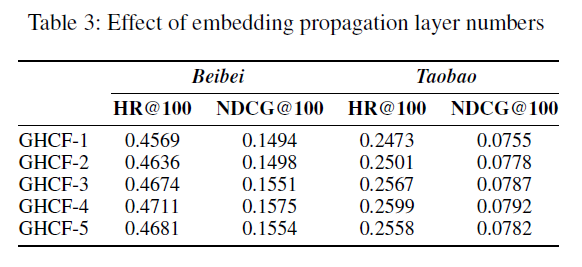 Table 3: Effect of embedding propagation layer numbers
Beibei Taobao
HR@100 NDCG@100 HR@100 NDCG@100
GHCF-1 0.4569 0.1494 0.2473 0.0755
GHCF-2 0.4636 0.1498 0.2501 0.0778
GHCF-3 0.4674 0.1551 0.2567 0.0787
GHCF-4 0.4711 0.1575 0.2599 0.0792
GHCF-5 0.4681 0.1554 0.2558 0.0782